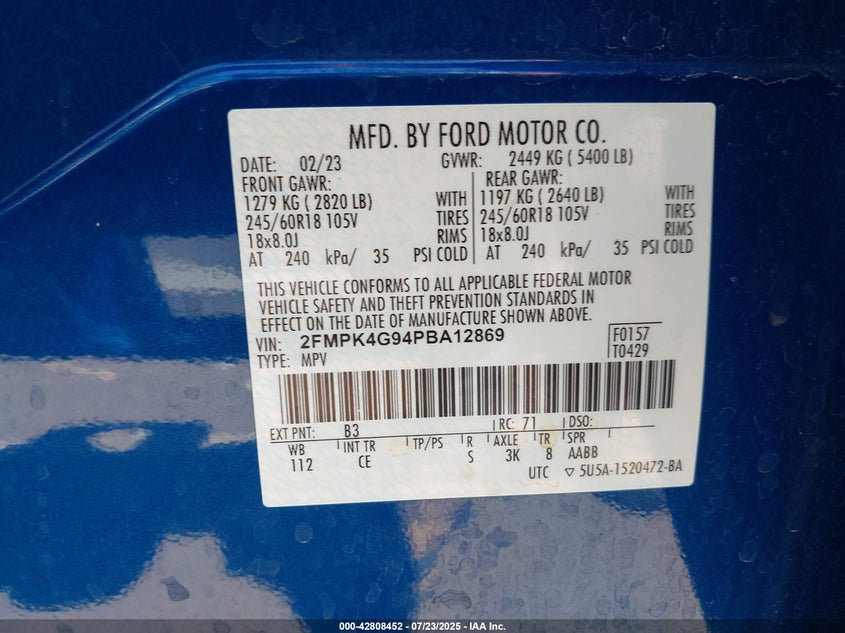 MFD. BY FORD MOTOR CO.
DATE: 02/23 GVWR: 2449 KG ( 5400 LB)
FRONT GAWR: REAR GAWR:
1279 KG ( 2820 LB) WITH 1197 KG ( 2640 LB) WITH
245/60R18 105V TIRES 245/60R18 105V TIRES
18x8.0J RIMS 18x8.0J RIMS
AT 240 kPa/ 35 PSI COLD AT 240 kPa/ 35 PSI COLD
THIS VEHICLE CONFORMS TO ALL APPLICABLE FEDERAL MOTOR
VEHICLE SAFETY AND THEFT PREVENTION STANDARDS IN
EFFECT ON THE DATE OF MANUFACTURE SHOWN ABOVE.
VIN: 2FMPK4G94PBA12869 F0157
TYPE: MPV T0429
EXT PNT: B3 RC: 71 DSO:
WB INT TR TP/PS R AXLE TR SPR
112 CE S 3K 8 AABB
UTC ▽ 5U5A-1520472-BA
000-42808452 - 07/23/2025 - IAA Inc.